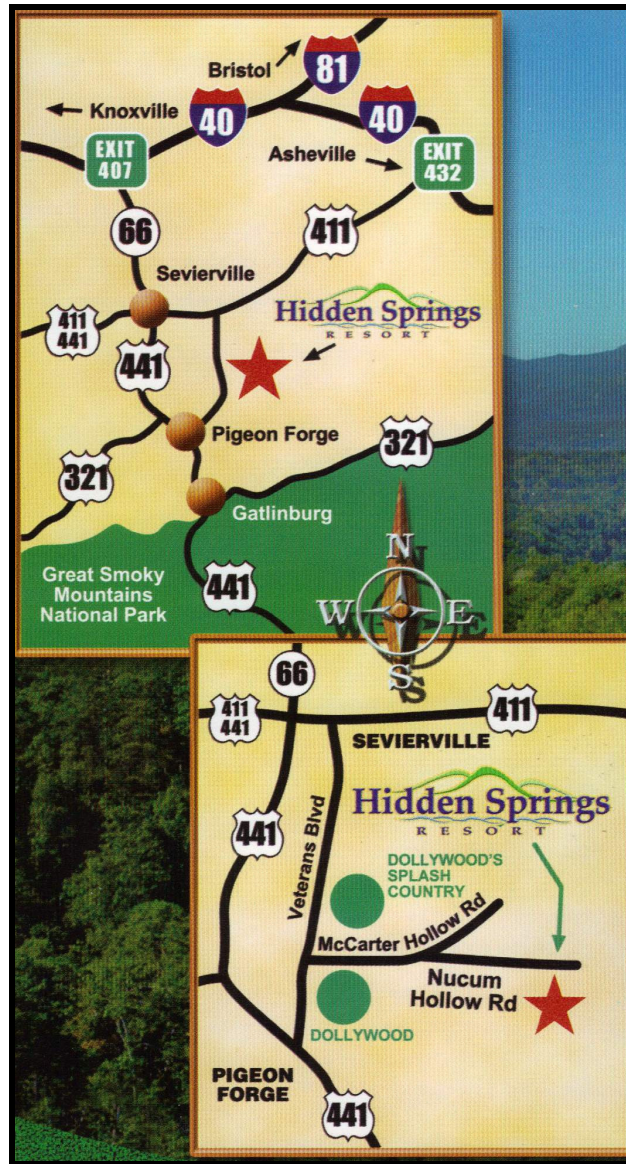 Bristol
81
Knoxville
40
40
EXIT
407
Asheville
EXIT
432
66
411
Sevierville
Hidden Springs
RESORT
411
441
441
Pigeon Forge
321
321
Gatlinburg
Great Smoky
Mountains
National Park
441
N
W
E
S
66
411
441
411
SEVIERVILLE
Hidden Springs
RESORT
441
Veterans Blvd
DOLLYWOOD'S
SPLASH
COUNTRY
McCarter Hollow Rd
Nucum
Hollow Rd
DOLLYWOOD
PIGEON
FORGE
441